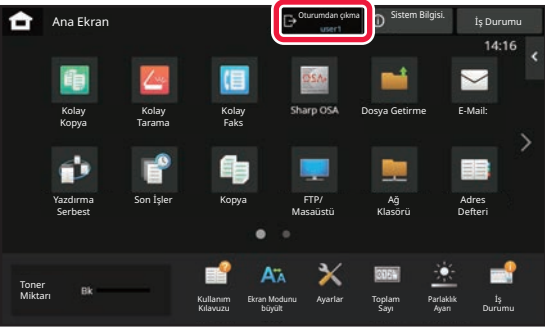 Ana Ekran
Oturumdan çıkma
user1
Sistem Bilgisi.
İş Durumu
14:16
Kolay
Kopya
Kolay
Tarama
Kolay
Faks
OSA
Sharp OSA
Dosya Getirme
E-Mail:
Yazdırma
Serbest
Son İşler
Kopya
FTP/
Masaüstü
Ağ
Klasörü
Adres
Defteri
Toner
Miktarı
Bk
Kullanım
Kılavuzu
Ekran Modunu
büyült
Ayarlar
Toplam
Sayı
Parlaklık
Ayarı
İş
Durumu